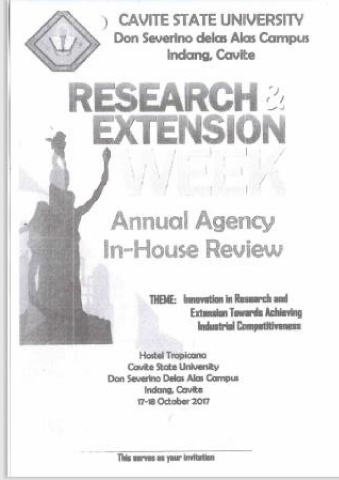 CAVITE STATE UNIVERSITY
Don Severino delas Alas Campus
Indang, Cavite
RESEARCH &
EXTENSION
WEEK
Annual Agency
In-House Review
THEME: Innovation in Research and
Extension Towards Achieving
Industrial Competitiveness
Hostel Tropicana
Cavite State University
Don Severino Delas Alas Campus
Indang, Cavite
17-18 October 2017
This serves as your invitation